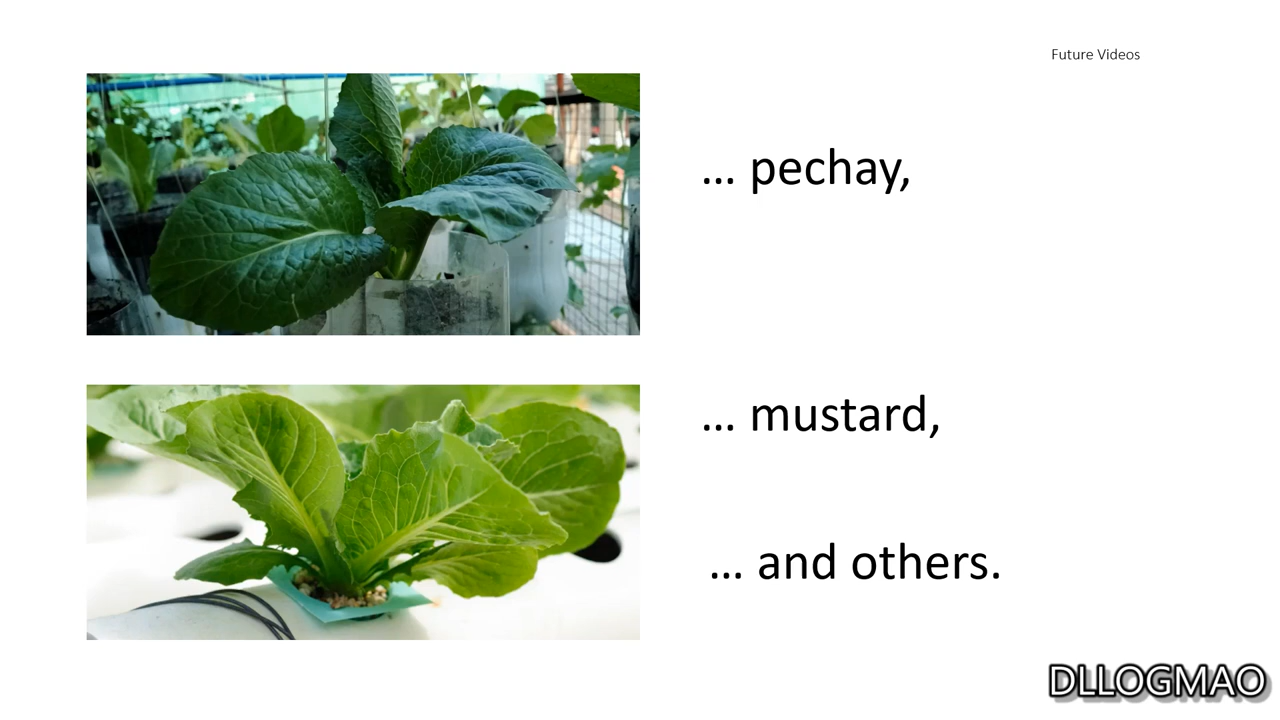 Future Videos
... pechay,
... mustard,
... and others.
DLLOGMAO